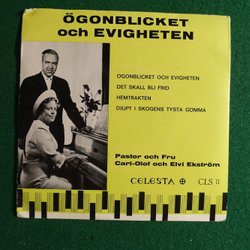 ÖGONBLICKET
och EVIGHETEN
ÖGONBLICKET OCH EVIGHETEN
DET SKALL BLI FRID
HEMTRAKTEN
DJUPT I SKOGENS TYSTA GÖMMA
Pastor och Fru
Carl-Olof och Elvi Ekström
CELESTA
CLS 11